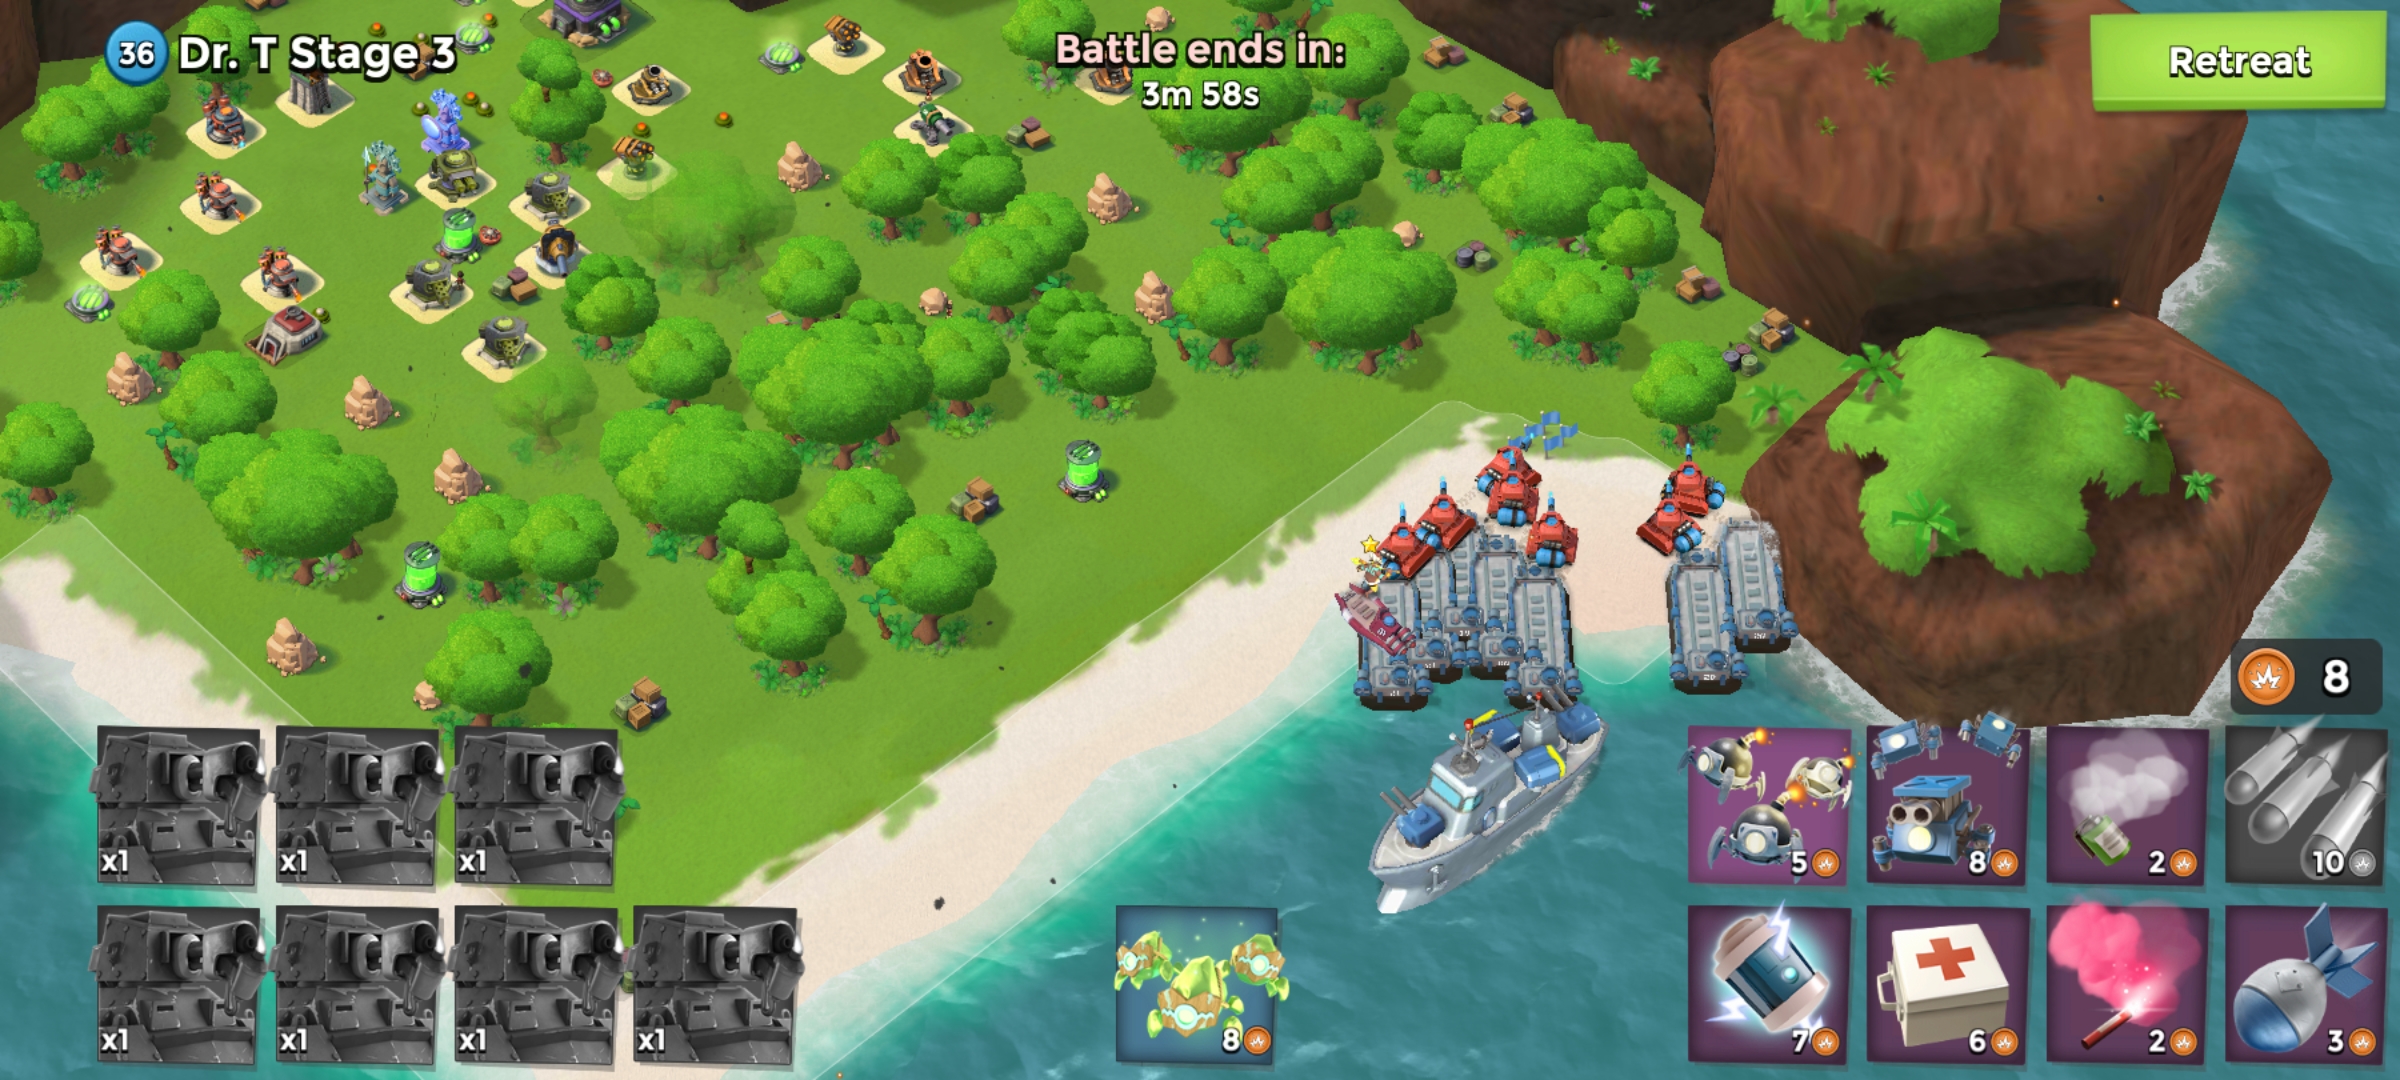 36 Dr. T Stage 3
Battle ends in:
3m 58s
Retreat
8
x1 x1 x1
5 8 2 10
x1 x1 x1 x1
8
7 6 2 3